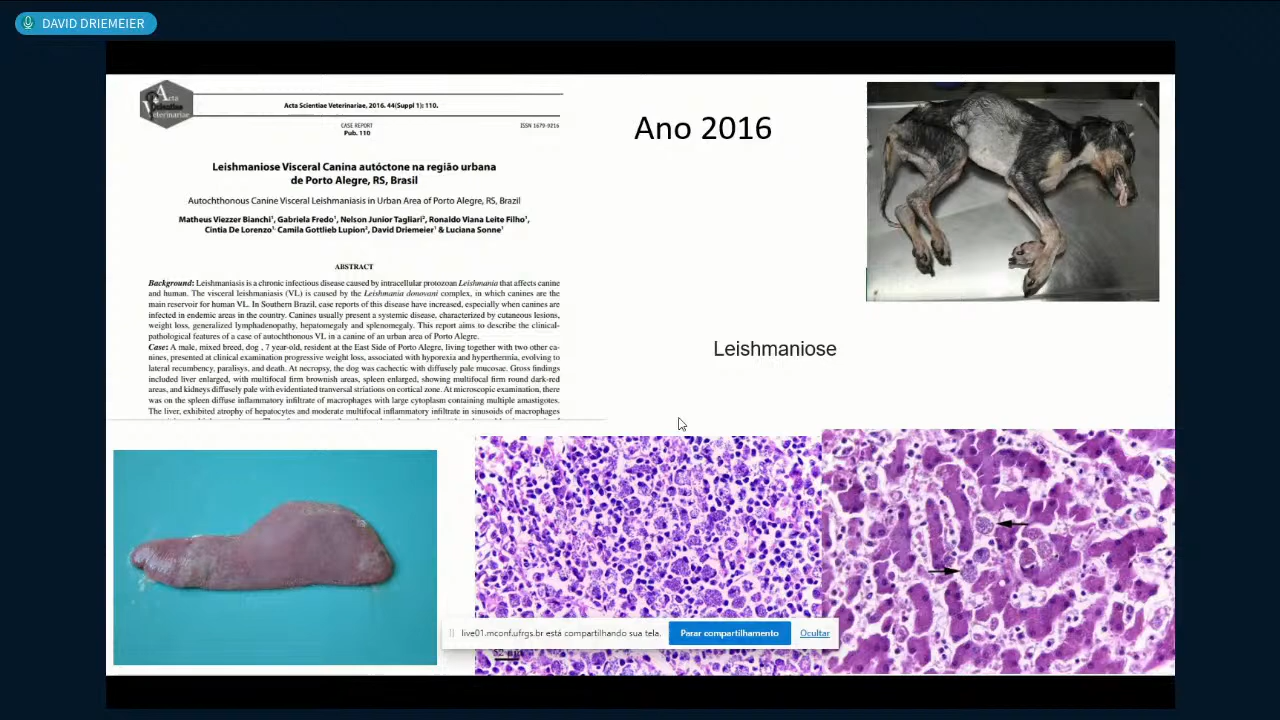 DAVID DRIEMEIER
Acta
Scientiae
Veterinariae
Acta Scientiae Veterinariae, 2016. 44(Suppl 1): 110.
CASE REPORT
Pub. 110
ISSN 1679-9216
Leishmaniose Visceral Canina autóctone na região urbana
de Porto Alegre, RS, Brasil
Autochthonous Canine Visceral Leishmaniasis in Urban Area of Porto Alegre, RS, Brazil
Matheus Viezzer Bianchi¹, Gabriela Fredo¹, Nelson Junior Tagliari², Ronaldo Viana Leite Filho¹,
Cintia De Lorenzo¹, Camila Gottlieb Lupion², David Driemeier¹ & Luciana Sonne¹
ABSTRACT
Background: Leishmaniasis is a chronic infectious disease caused by intracellular protozoan Leishmania that affects canine
and human. The visceral leishmaniasis (VL) is caused by the Leishmania donovani complex, in which canines are the
main reservoir for human VL. In Southern Brazil, case reports of this disease have increased, especially when canines are
infected in endemic areas in the country. Canines usually present a systemic disease, characterized by cutaneous lesions,
weight loss, generalized lymphadenopathy, hepatomegaly and splenomegaly. This report aims to describe the clinical-
pathological features of a case of autochthonous VL in a canine of an urban area of Porto Alegre.
Case: A male, mixed breed, dog , 7 year-old, resident at the East Side of Porto Alegre, living together with two other ca-
nines, presented at clinical examination progressive weight loss, associated with hyporexia and hyperthermia, evolving to
lateral recumbency, paralisys, and death. At necropsy, the dog was cachectic with diffusely pale mucosae. Gross findings
included liver enlarged, with multifocal firm brownish areas, spleen enlarged, showing multifocal firm round dark-red
areas, and kidneys diffusely pale with evidentiated tranversal striations on cortical zone. At microscopic examination, there
was on the spleen diffuse inflammatory infiltrate of macrophages with large cytoplasm containing multiple amastigotes.
The liver, exhibited atrophy of hepatocytes and moderate multifocal inflammatory infiltrate in sinusoids of macrophages
Ano 2016
Leishmaniose
live01.mconf.ufrgs.br está compartilhando sua tela.
Parar compartilhamento
Ocultar